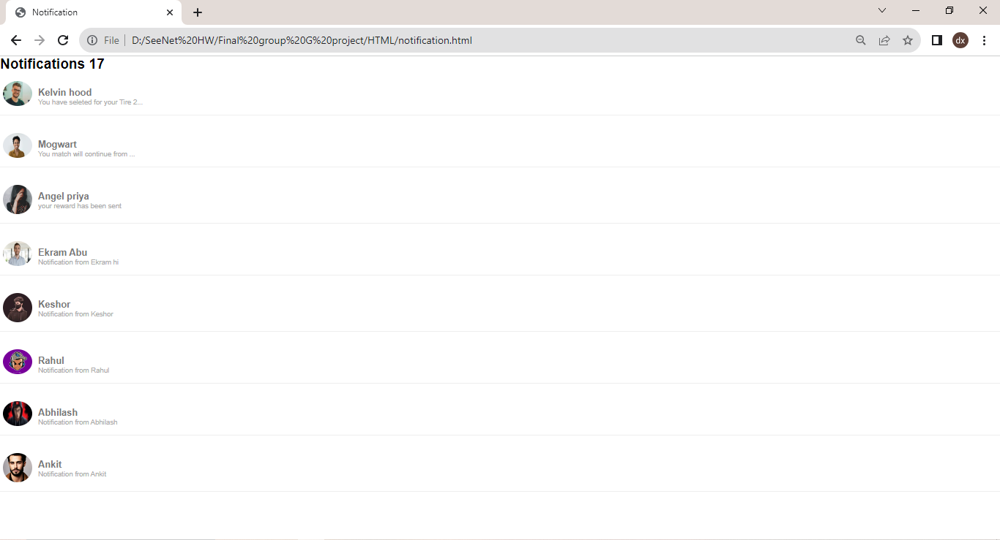 Notification
File
D:/SeeNet%20HW/Final%20group%20G%20project/HTML/notification.html
dx
Notifications 17
Kelvin hood
You have seleted for your Tire 2...
Mogwart
You match will continue from ...
Angel priya
your reward has been sent
Ekram Abu
Notification from Ekram hi
Keshor
Notification from Keshor
Rahul
Notification from Rahul
Abhilash
Notification from Abhilash
Ankit
Notification from Ankit